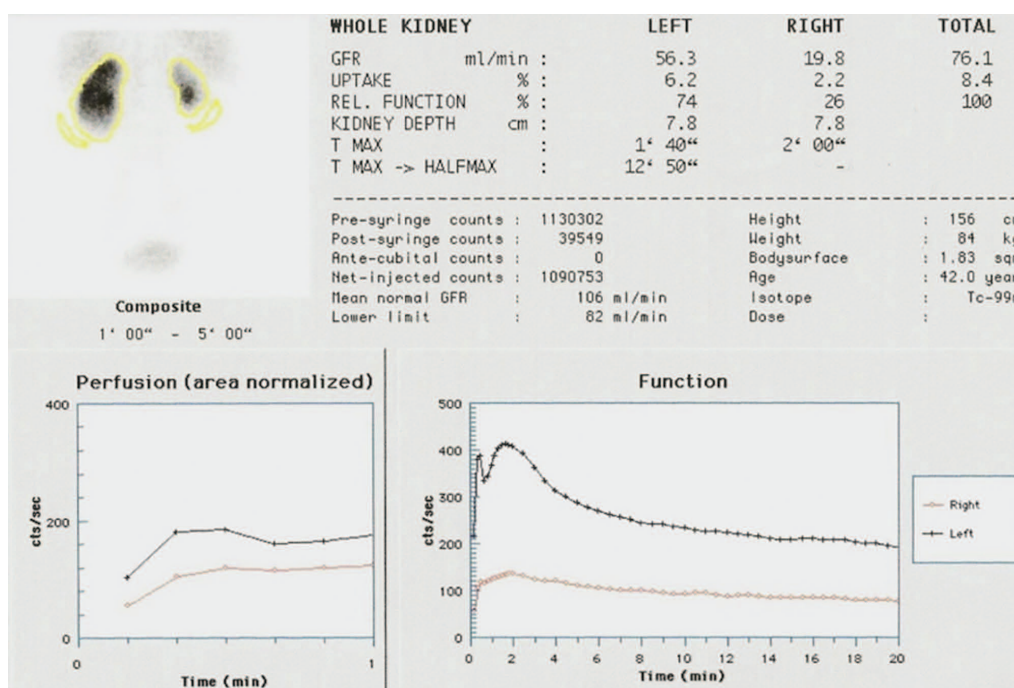 WHOLE KIDNEY LEFT RIGHT TOTAL
GFR ml/min : 56.3 19.8 76.1
UPTAKE % : 6.2 2.2 8.4
REL. FUNCTION % : 74 26 100
KIDNEY DEPTH cm : 7.8 7.8
T MAX : 1‘ 40“ 2‘ 00“
T MAX -> HALFMAX : 12‘ 50“ -
Pre-syringe counts : 1130302 Height : 156
Post-syringe counts : 39549 Weight : 84
Ante-cubital counts : 0 Bodysurface : 1.83
Net-injected counts : 1090753 Age : 42.0
Mean normal GFR : 106 ml/min Isotope :
Lower limit : 82 ml/min Dose :
Composite
1‘ 00“ - 5‘ 00“
Perfusion (area normalized)
400
200
0
cts/sec
0 1
Time (min)
Function
500
400
300
200
100
0
cts/sec
0 2 4 6 8 10 12 14 16 18 20
Time (min)
Right
Left